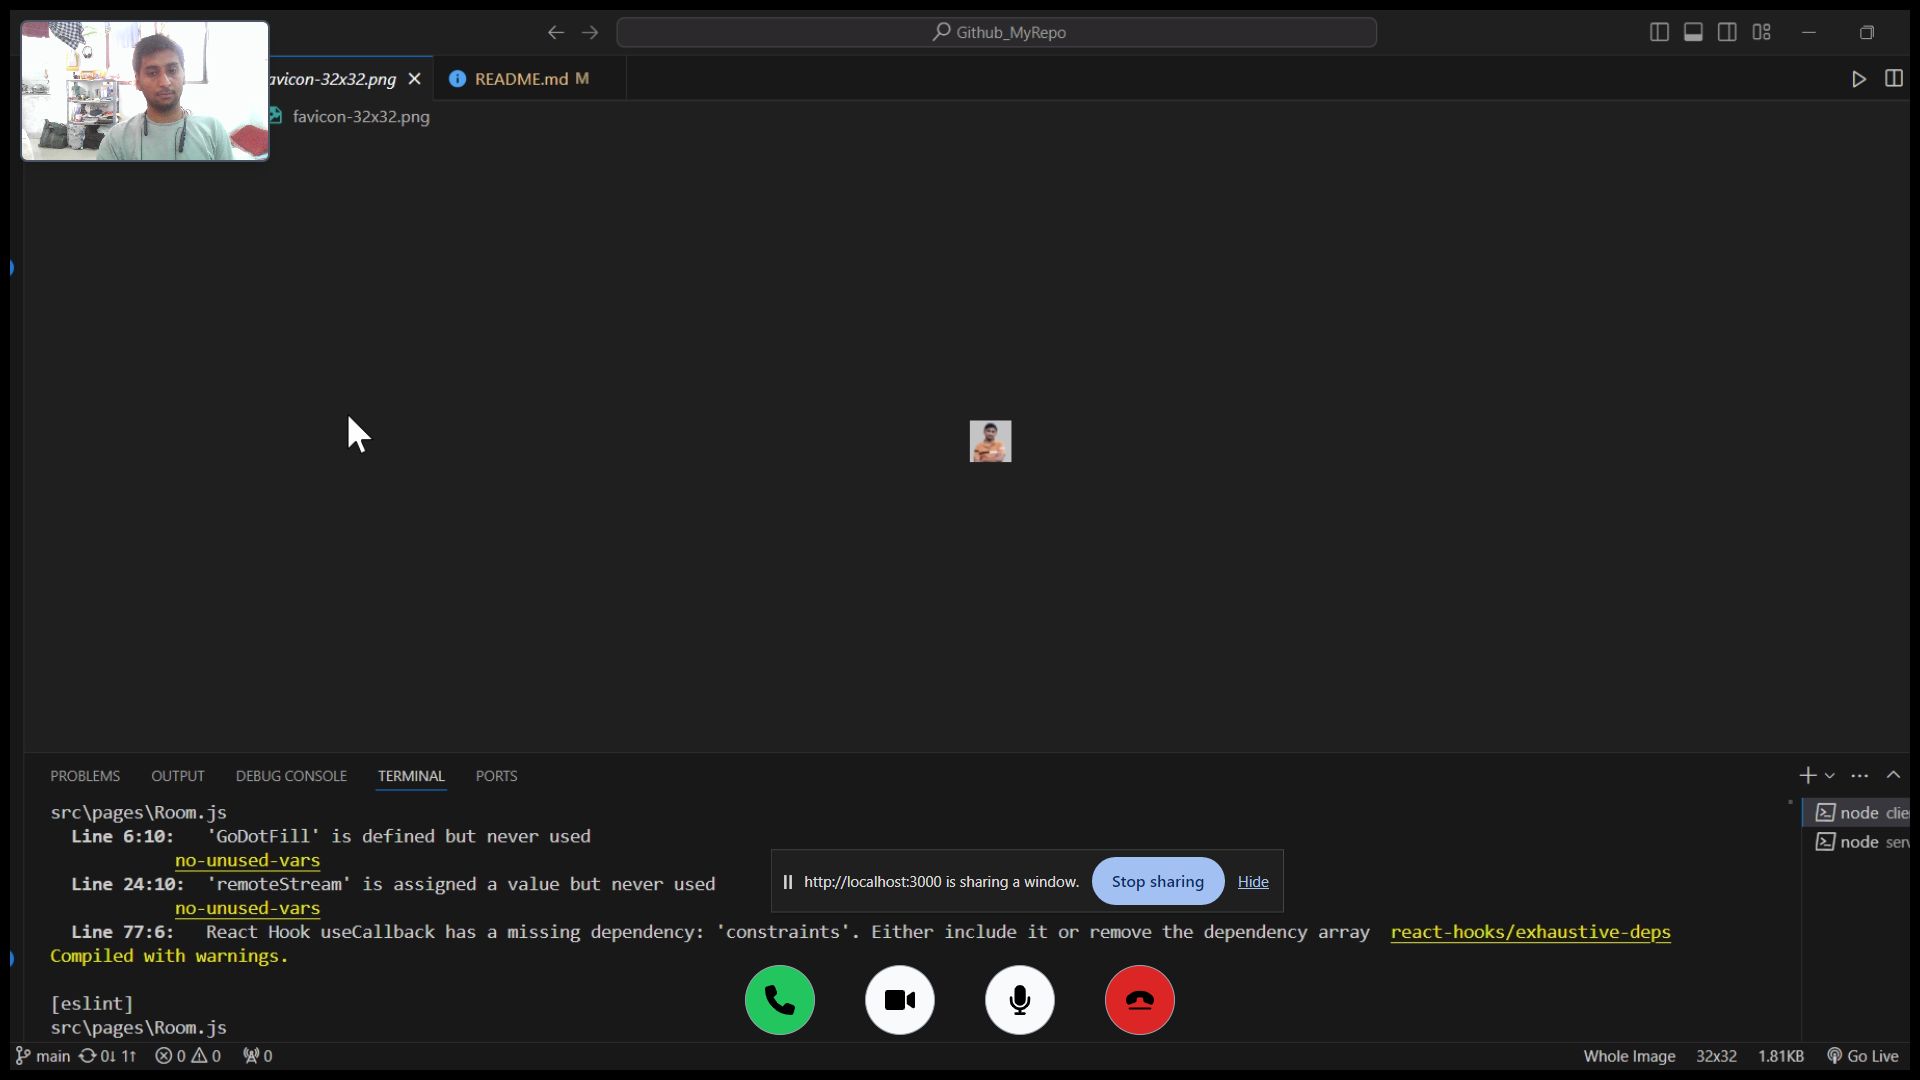 Github_MyRepo
avicon-32x32.png
README.md M
favicon-32x32.png
PROBLEMS OUTPUT DEBUG CONSOLE TERMINAL PORTS
src\pages\Room.js
Line 6:10: 'GoDotFill' is defined but never used
no-unused-vars
Line 24:10: 'remoteStream' is assigned a value but never used
no-unused-vars
Line 77:6: React Hook useCallback has a missing dependency: 'constraints'. Either include it or remove the dependency array react-hooks/exhaustive-deps
Compiled with warnings.
[eslint]
src\pages\Room.js
node clie
node serv
http://localhost:3000 is sharing a window. Stop sharing Hide
main 0↓ 1↑ 0 0 0
Whole Image 32x32 1.81KB Go Live